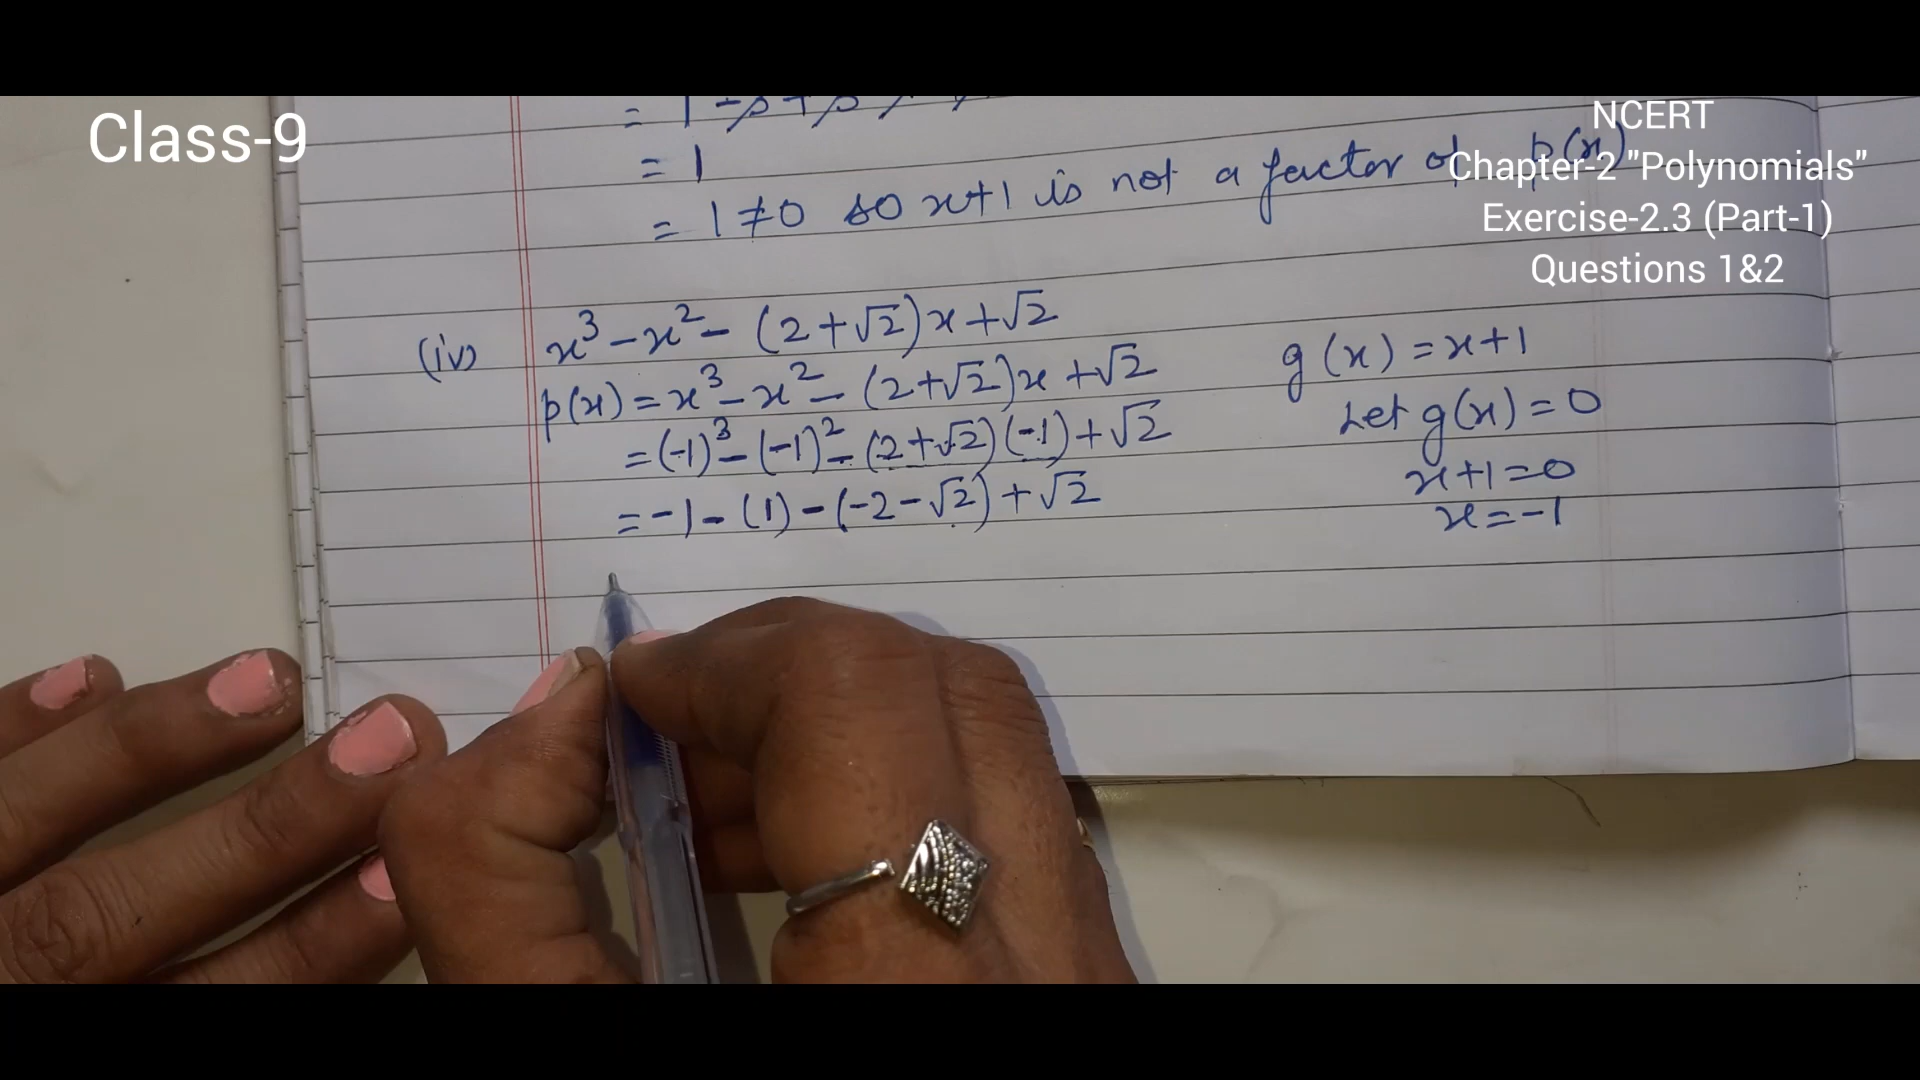 Class-9
NCERT
Chapter-2 "Polynomials"
Exercise-2.3 (Part-1)
Questions 1&2
= 1
= 1 ≠ 0 so x+1 is not a factor of p(x)
(iv) x³ - x² - (2+√2)x + √2
p(x) = x³ - x² - (2+√2)x + √2
= (-1)³ - (-1)² - (2+√2)(-1) + √2
= -1 - (1) - (-2-√2) + √2
g(x) = x+1
Let g(x) = 0
x+1 = 0
x = -1